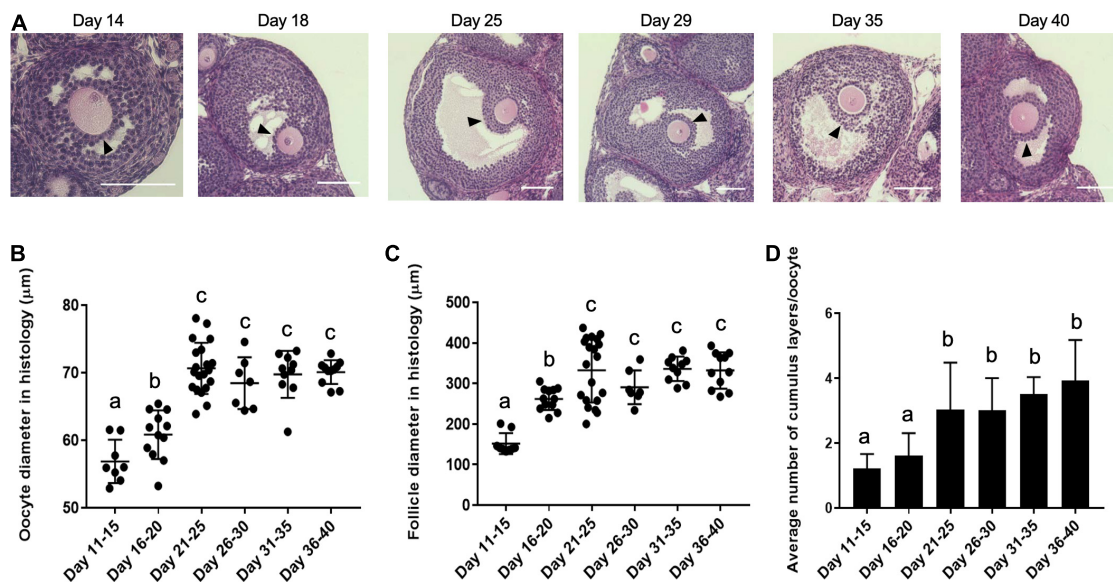 A
Day 14
Day 18
Day 25
Day 29
Day 35
Day 40
B
Oocyte diameter in histology (μm)
80
70
60
50
a
b
c
c
c
c
Day 11-15
Day 16-20
Day 21-25
Day 26-30
Day 31-35
Day 36-40
C
Follicle diameter in histology (μm)
500
400
300
200
100
0
a
b
c
c
c
c
Day 11-15
Day 16-20
Day 21-25
Day 26-30
Day 31-35
Day 36-40
D
Average number of cumulus layers/oocyte
6
4
2
0
a
a
b
b
b
b
Day 11-15
Day 16-20
Day 21-25
Day 26-30
Day 31-35
Day 36-40